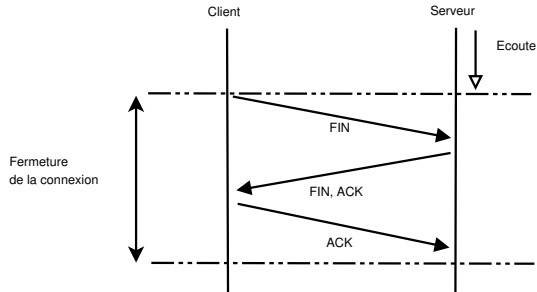 Client
Serveur
Ecoute
FIN
Fermeture
de la connexion
FIN, ACK
ACK